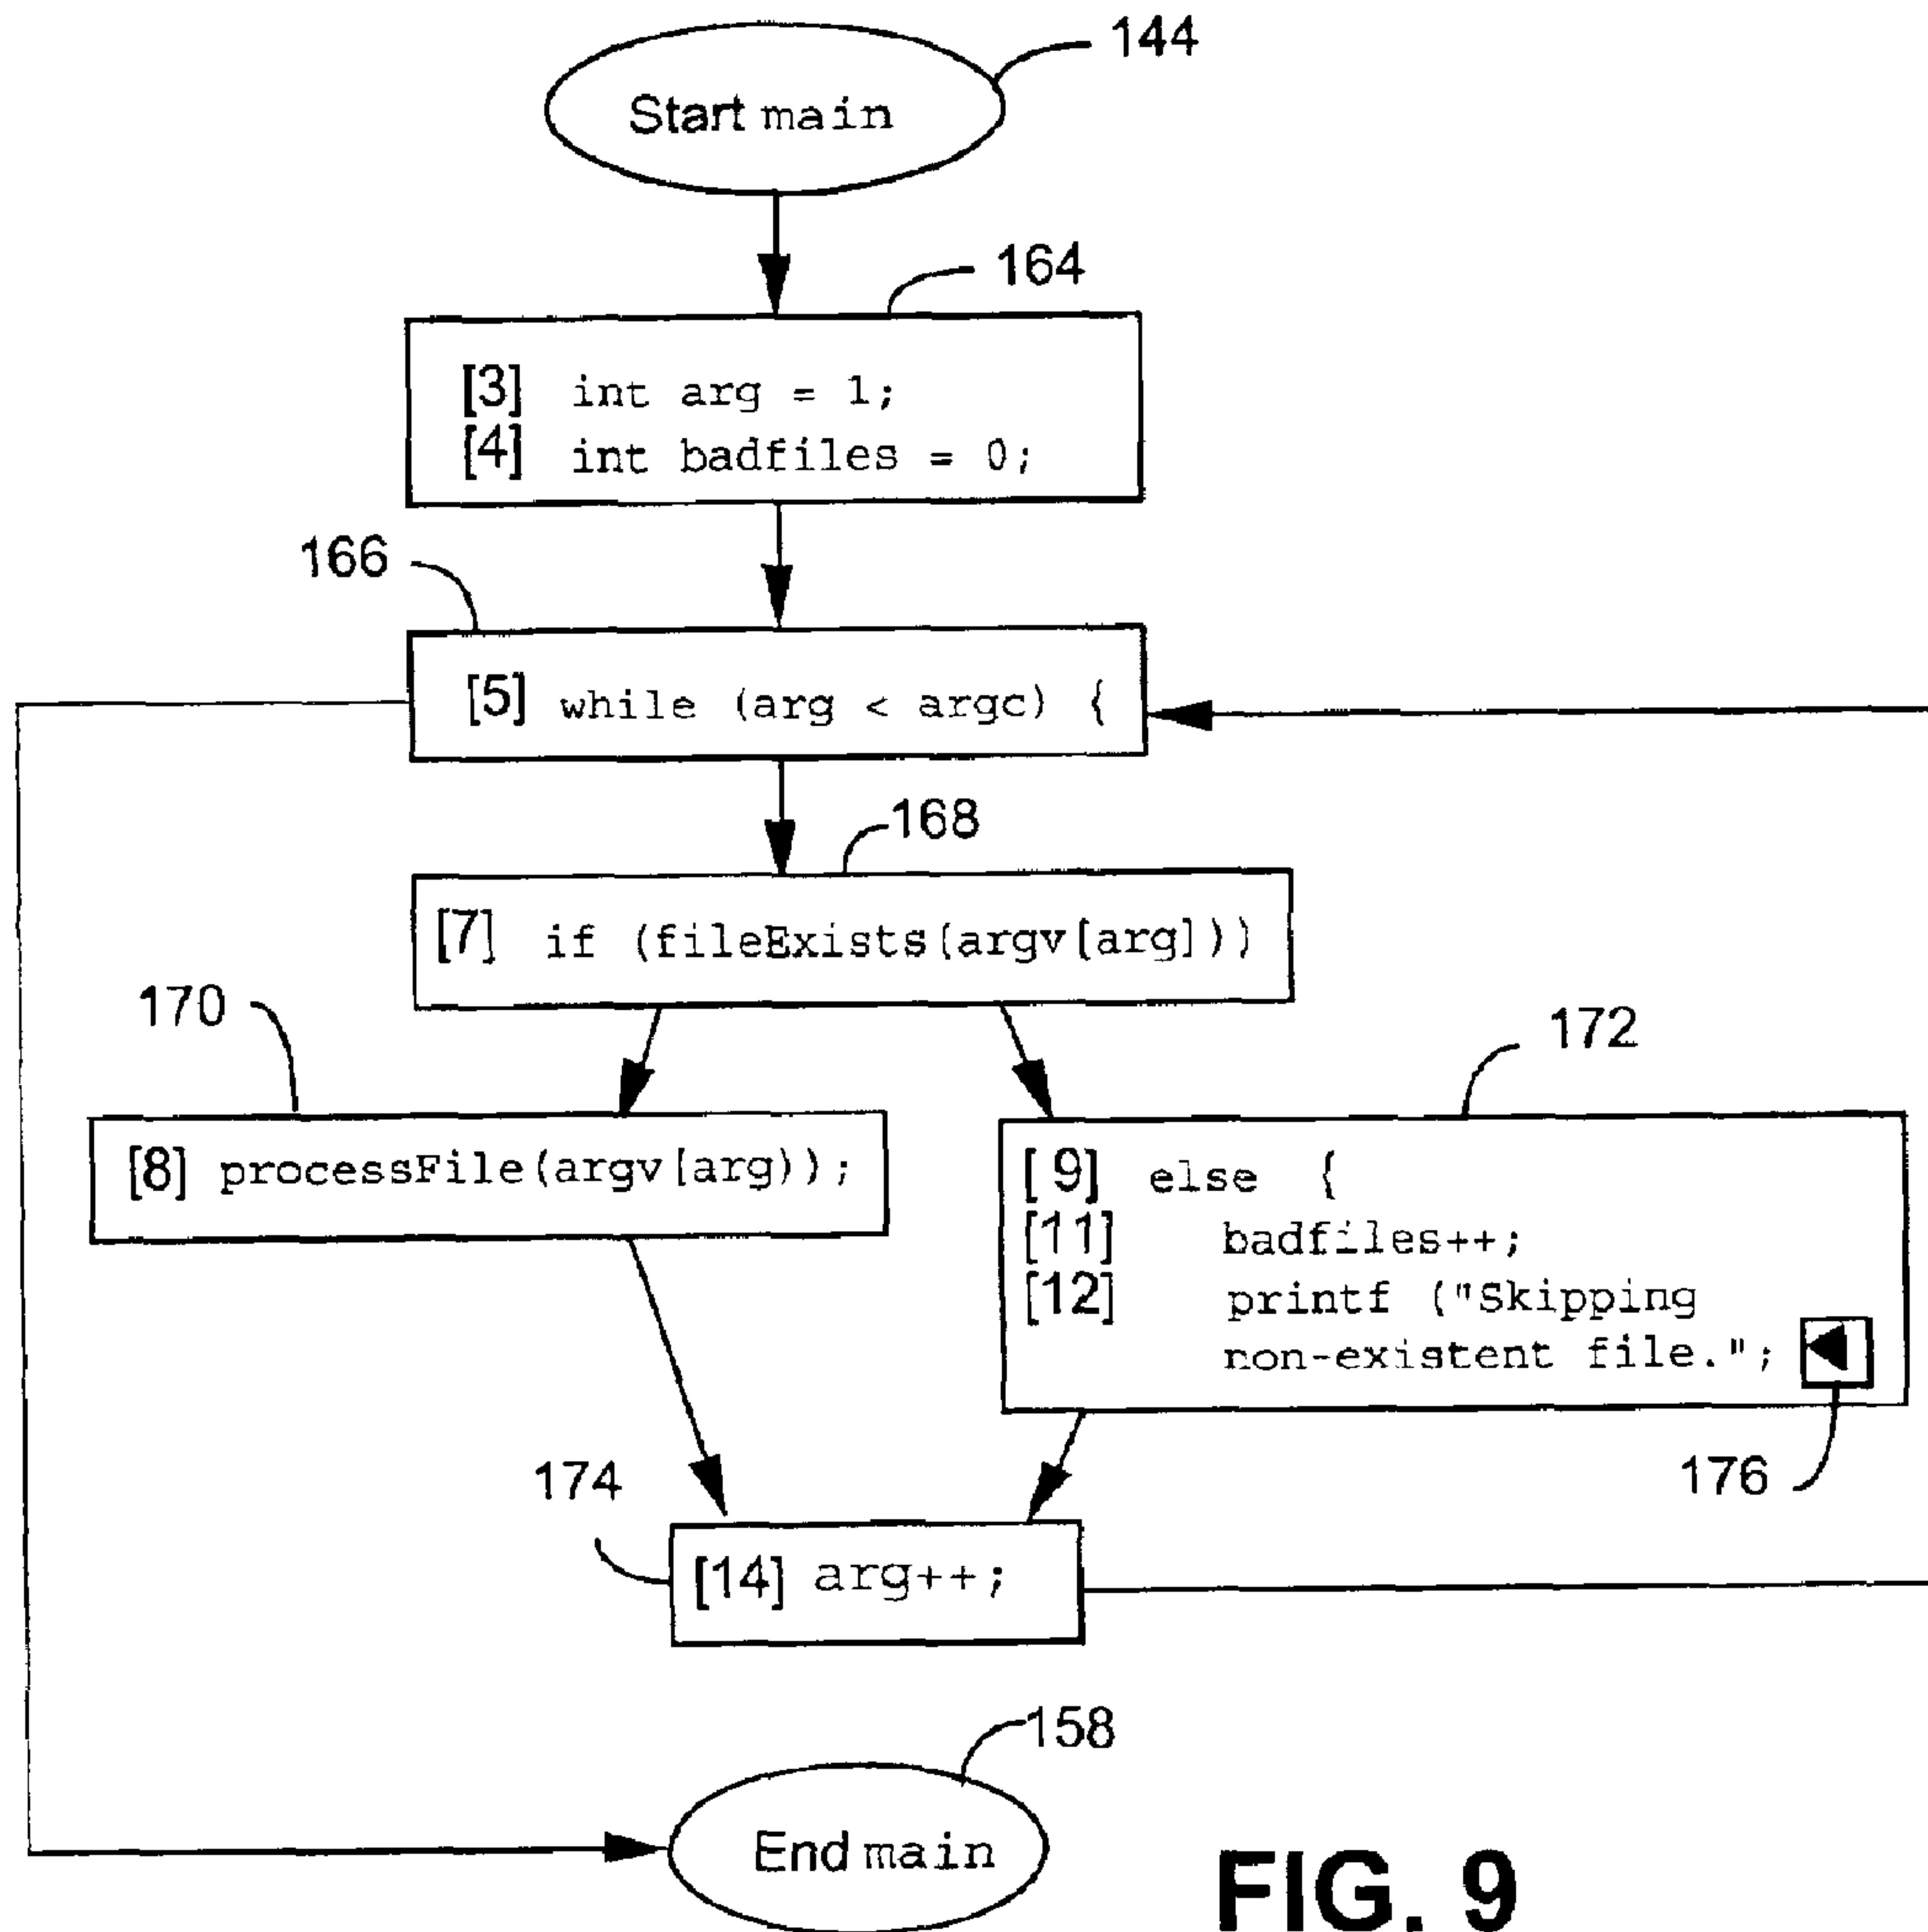 144
Start main
164
[3] int arg = 1;
[4] int badfiles = 0;
166
[5] while (arg < argc) {
168
[7] if (fileExists(argv[arg]))
170
172
[8] processFile(argv[arg));
[ 9] else {
[11] badfiles++;
[12] printf ("Skipping
non-existent file.";
176
174
[14] arg++;
158
End main
FIG. 9